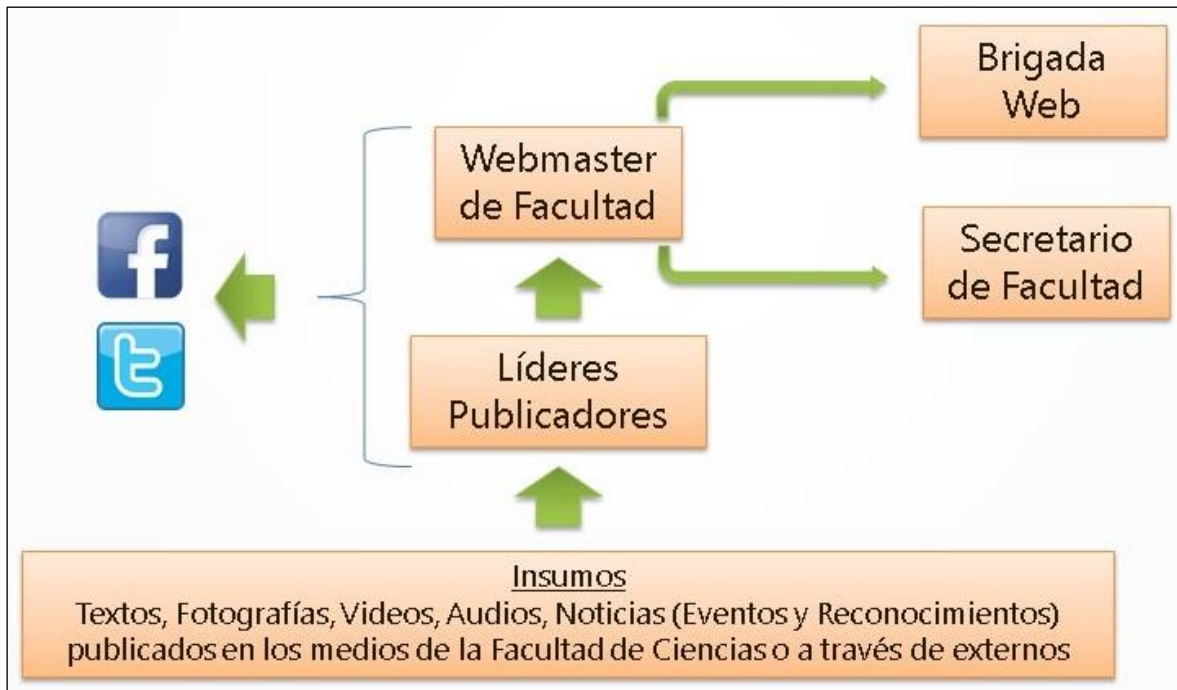 Brigada
Web
Webmaster
de Facultad
Secretario
de Facultad
f
t
Líderes
Publicadores
Insumos
Textos, Fotografías, Videos, Audios, Noticias (Eventos y Reconocimientos)
publicados en los medios de la Facultad de Ciencias o a través de externos